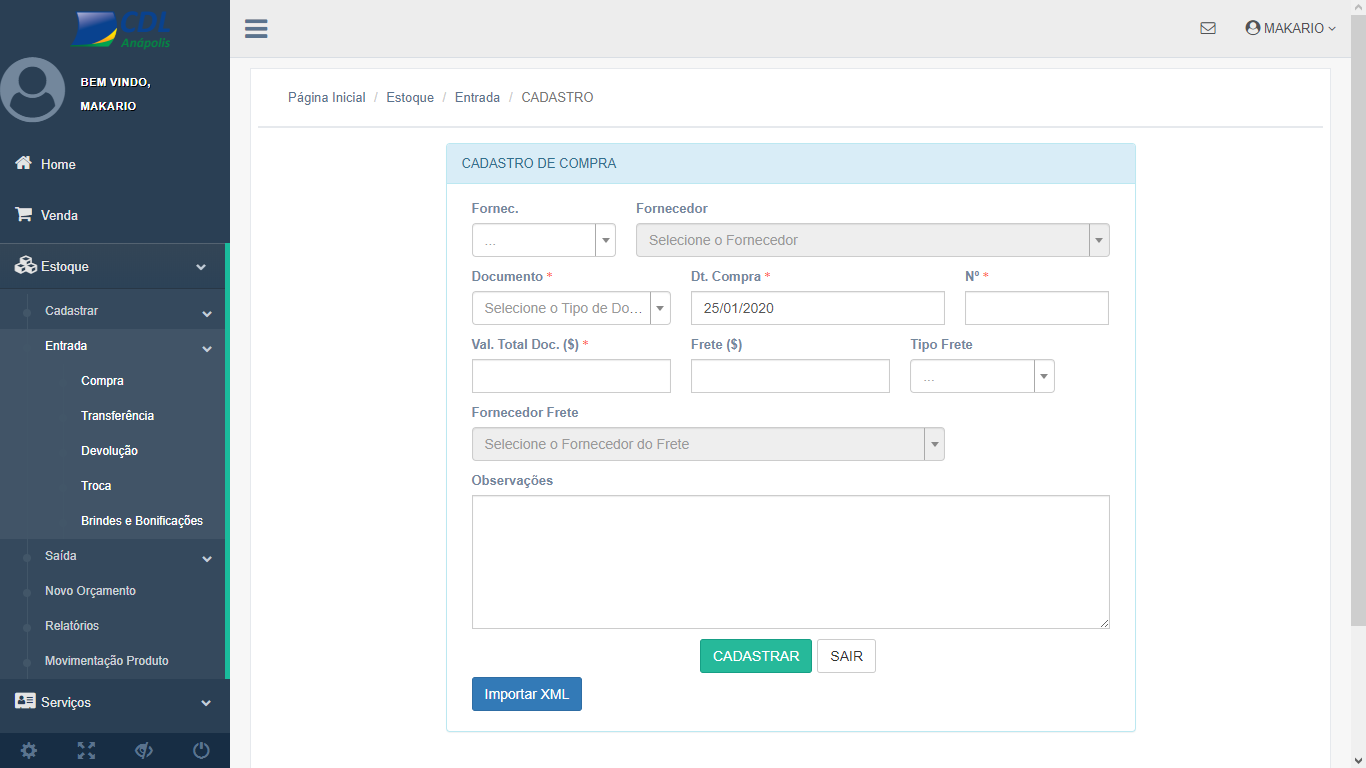 CDL
Anápolis
BEM VINDO,
MAKARIO
Home
Venda
Estoque
Cadastrar
Entrada
Compra
Transferência
Devolução
Troca
Brindes e Bonificações
Saída
Novo Orçamento
Relatórios
Movimentação Produto
Serviços
MAKARIO
Página Inicial / Estoque / Entrada / CADASTRO
CADASTRO DE COMPRA
Fornec. Fornecedor
... Selecione o Fornecedor
Documento * Dt. Compra * Nº *
Selecione o Tipo de Do... 25/01/2020
Val. Total Doc. ($) * Frete ($) Tipo Frete
...
Fornecedor Frete
Selecione o Fornecedor do Frete
Observações
CADASTRAR SAIR
Importar XML